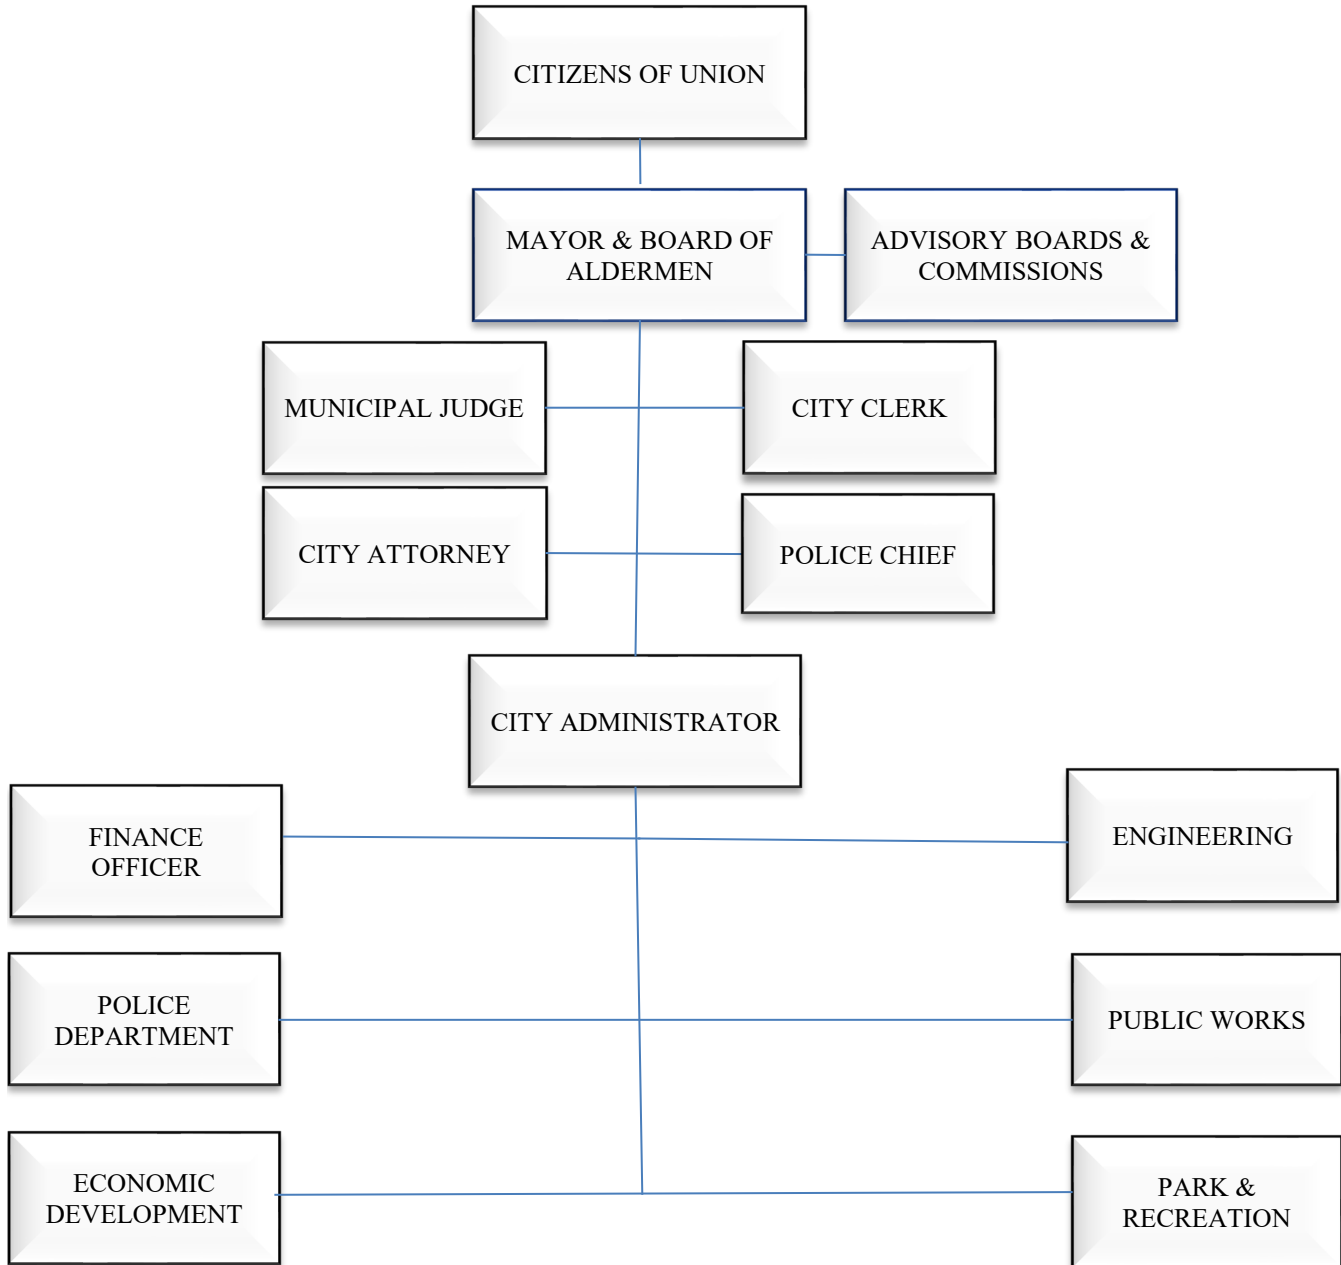 CITIZENS OF UNION
MAYOR & BOARD OF
ALDERMEN
ADVISORY BOARDS &
COMMISSIONS
MUNICIPAL JUDGE
CITY CLERK
CITY ATTORNEY
POLICE CHIEF
CITY ADMINISTRATOR
FINANCE
OFFICER
ENGINEERING
POLICE
DEPARTMENT
PUBLIC WORKS
ECONOMIC
DEVELOPMENT
PARK &
RECREATION